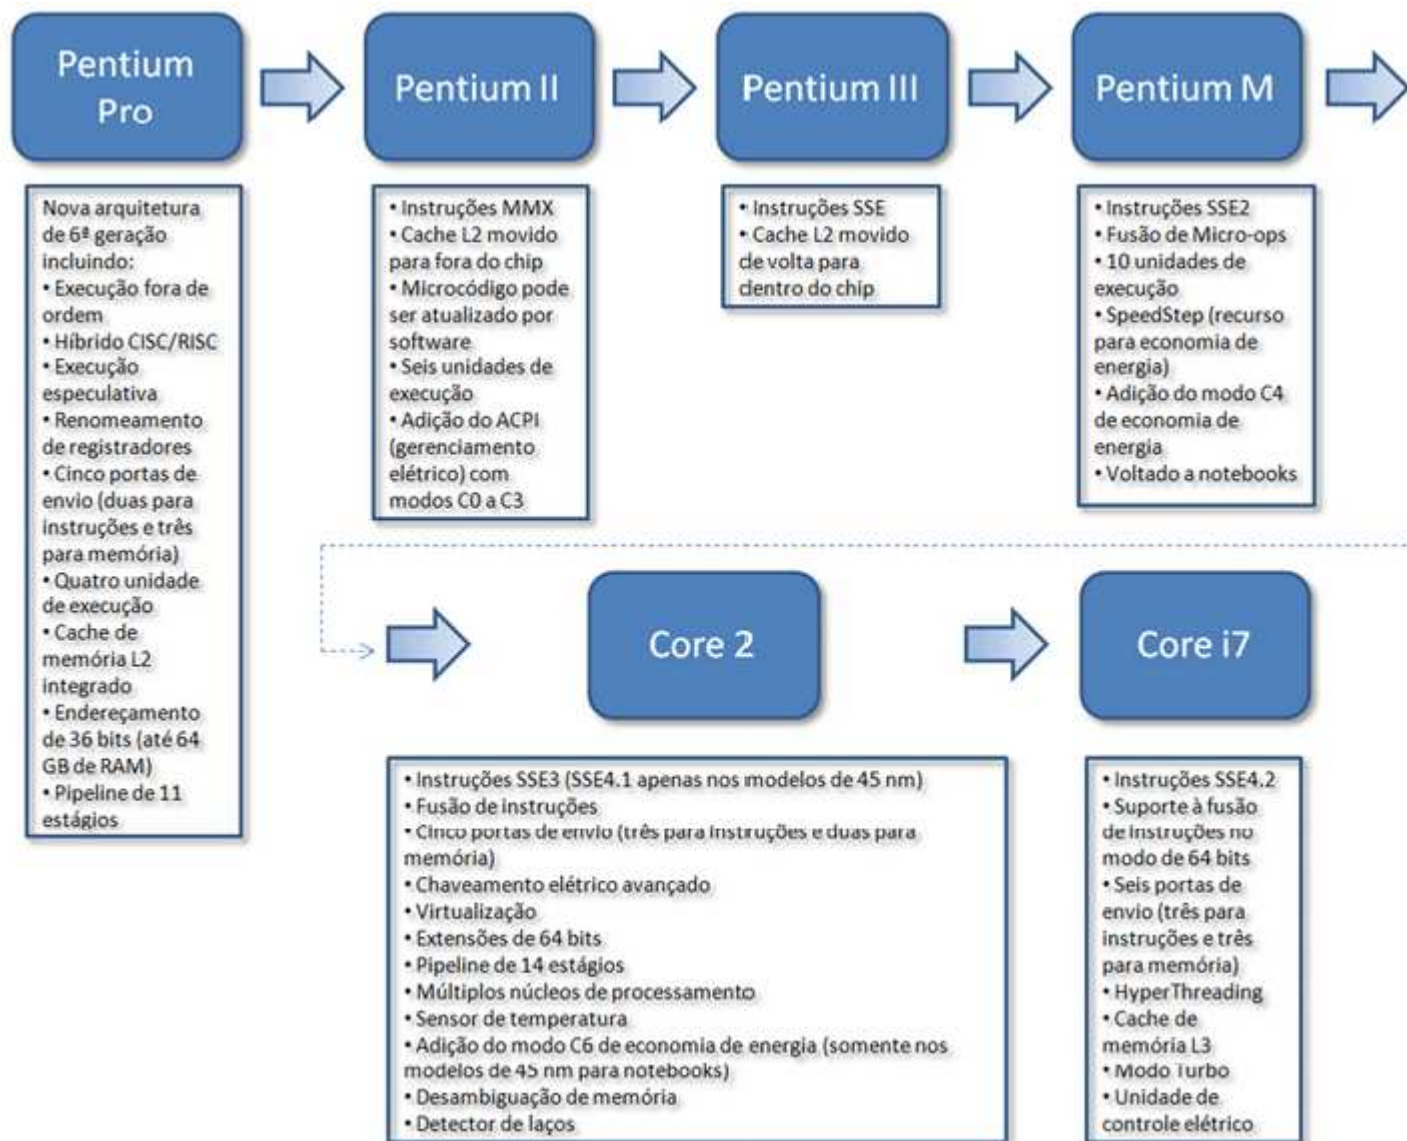 Pentium
Pro
Nova arquitetura
de 6ª geração
incluindo:
• Execução fora de
ordem
• Híbrido CISC/RISC
• Execução
especulativa
• Renomeamento
de registradores
• Cinco portas de
envio (duas para
instruções e três
para memória)
• Quatro unidade
de execução
• Cache de
memória L2
integrado
• Endereçamento
de 36 bits (até 64
GB de RAM)
• Pipeline de 11
estágios
Pentium II
• Instruções MMX
• Cache L2 movido
para fora do chip
• Microcódigo pode
ser atualizado por
software
• Seis unidades de
execução
• Adição do ACPI
(gerenciamento
elétrico) com
modos C0 a C3
Pentium III
• Instruções SSE
• Cache L2 movido
de volta para
dentro do chip
Pentium M
• Instruções SSE2
• Fusão de Micro-ops
• 10 unidades de
execução
• SpeedStep (recurso
para economia de
energia)
• Adição do modo C4
de economia de
energia
• Voltado a notebooks
Core 2
• Instruções SSE3 (SSE4.1 apenas nos modelos de 45 nm)
• Fusão de instruções
• Cinco portas de envio (três para instruções e duas para
memória)
• Chaveamento elétrico avançado
• Virtualização
• Extensões de 64 bits
• Pipeline de 14 estágios
• Múltiplos núcleos de processamento
• Sensor de temperatura
• Adição do modo C6 de economia de energia (somente nos
modelos de 45 nm para notebooks)
• Desambiguação de memória
• Detector de laços
Core i7
• Instruções SSE4.2
• Suporte à fusão
de instruções no
modo de 64 bits
• Seis portas de
envio (três para
instruções e três
para memória)
• HyperThreading
• Cache de
memória L3
• Modo Turbo
• Unidade de
controle elétrico